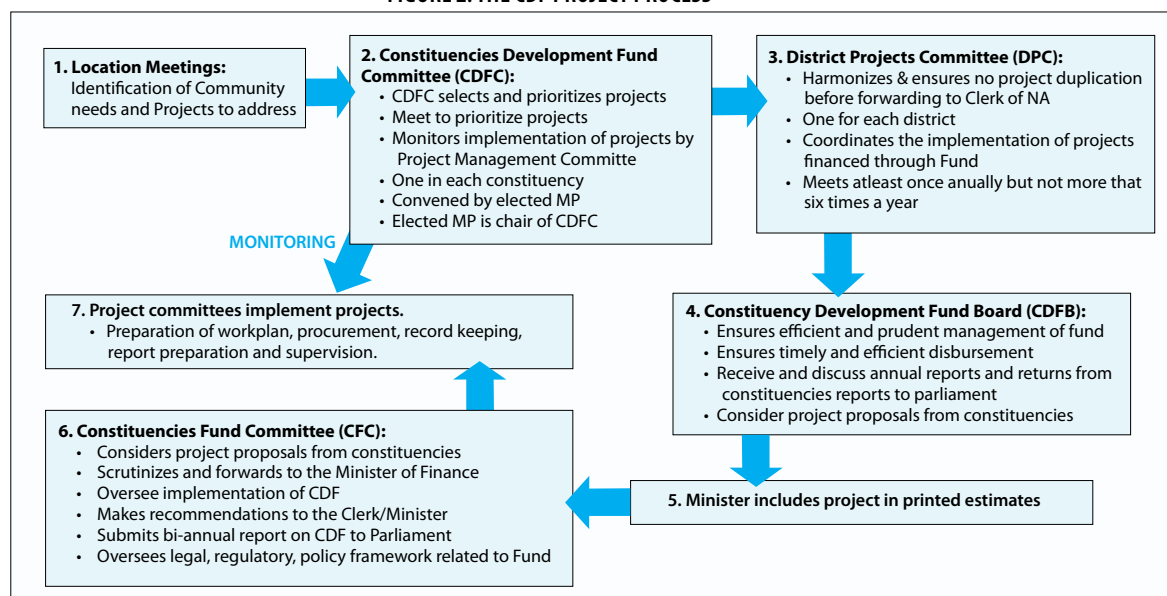 1. Location Meetings:
Identification of Community
needs and Projects to address
2. Constituencies Development Fund
Committee (CDFC):
• CDFC selects and prioritizes projects
• Meet to prioritize projects
• Monitors implementation of projects by
Project Management Committe
• One in each constituency
• Convened by elected MP
• Elected MP is chair of CDFC
3. District Projects Committee (DPC):
• Harmonizes & ensures no project duplication
before forwarding to Clerk of NA
• One for each district
• Coordinates the implementation of projects
financed through Fund
• Meets atleast once anually but not more that
six times a year
MONITORING
4. Constituency Development Fund Board (CDFB):
• Ensures efficient and prudent management of fund
• Ensures timely and efficient disbursement
• Receive and discuss annual reports and returns from
constituencies reports to parliament
• Consider project proposals from constituencies
5. Minister includes project in printed estimates
6. Constituencies Fund Committee (CFC):
• Considers project proposals from constituencies
• Scrutinizes and forwards to the Minister of Finance
• Oversee implementation of CDF
• Makes recommendations to the Clerk/Minister
• Submits bi-annual report on CDF to Parliament
• Oversees legal, regulatory, policy framework related to Fund
7. Project committees implement projects.
• Preparation of workplan, procurement, record keeping,
report preparation and supervision.